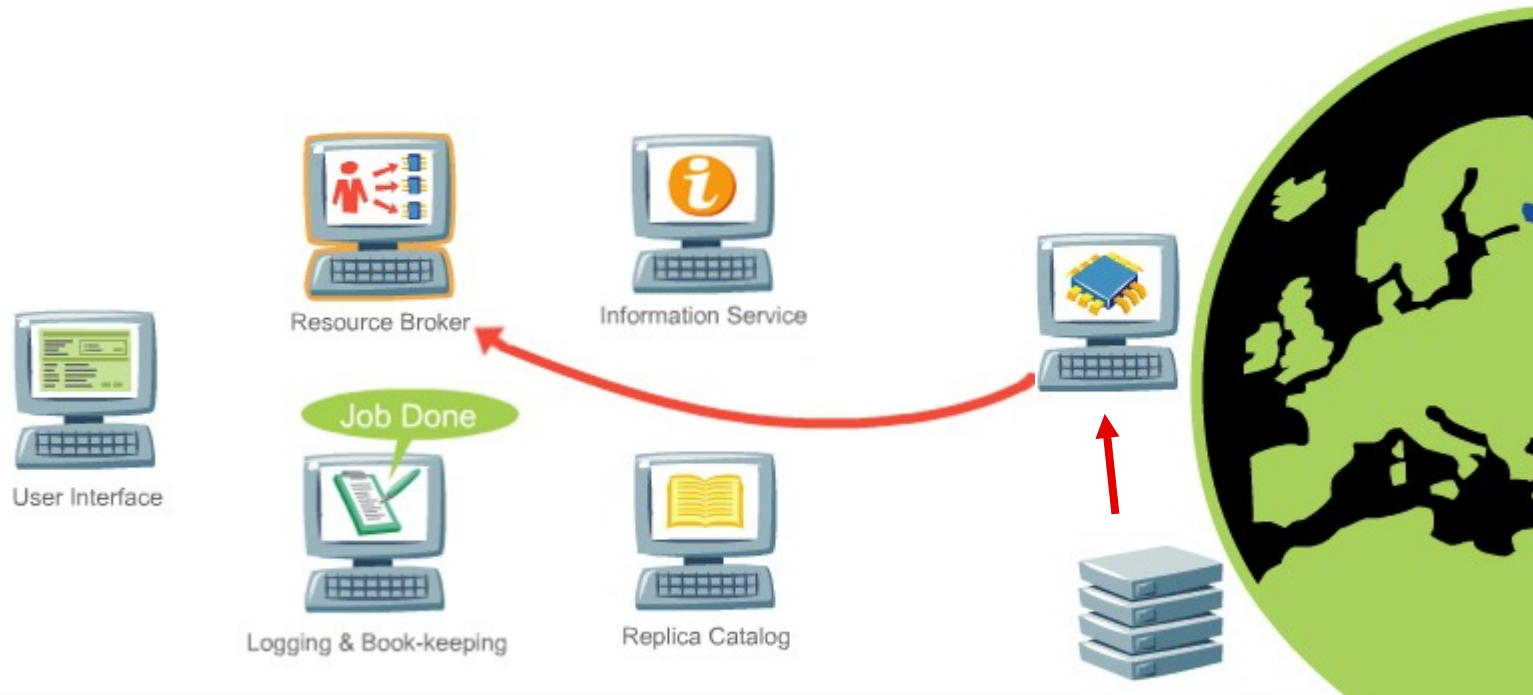 Resource Broker
Information Service
User Interface
Job Done
Logging & Book-keeping
Replica Catalog